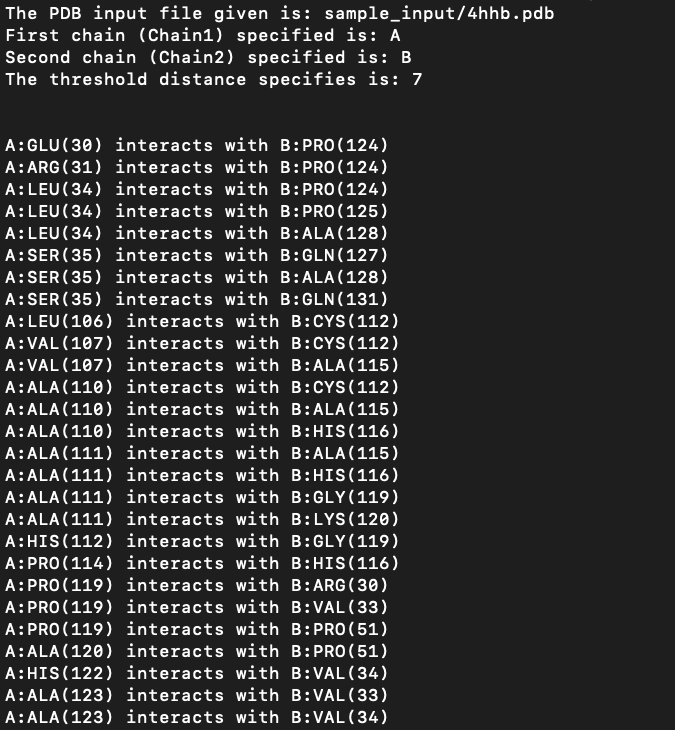 The PDB input file given is: sample_input/4hhb.pdb
First chain (Chain1) specified is: A
Second chain (Chain2) specified is: B
The threshold distance specifies is: 7
A:GLU(30) interacts with B:PRO(124)
A:ARG(31) interacts with B:PRO(124)
A:LEU(34) interacts with B:PRO(124)
A:LEU(34) interacts with B:PRO(125)
A:LEU(34) interacts with B:ALA(128)
A:SER(35) interacts with B:GLN(127)
A:SER(35) interacts with B:ALA(128)
A:SER(35) interacts with B:GLN(131)
A:LEU(106) interacts with B:CYS(112)
A:VAL(107) interacts with B:CYS(112)
A:VAL(107) interacts with B:ALA(115)
A:ALA(110) interacts with B:CYS(112)
A:ALA(110) interacts with B:ALA(115)
A:ALA(110) interacts with B:HIS(116)
A:ALA(111) interacts with B:ALA(115)
A:ALA(111) interacts with B:HIS(116)
A:ALA(111) interacts with B:GLY(119)
A:ALA(111) interacts with B:LYS(120)
A:HIS(112) interacts with B:GLY(119)
A:PRO(114) interacts with B:HIS(116)
A:PRO(119) interacts with B:ARG(30)
A:PRO(119) interacts with B:VAL(33)
A:PRO(119) interacts with B:PRO(51)
A:ALA(120) interacts with B:PRO(51)
A:HIS(122) interacts with B:VAL(34)
A:ALA(123) interacts with B:VAL(33)
A:ALA(123) interacts with B:VAL(34)